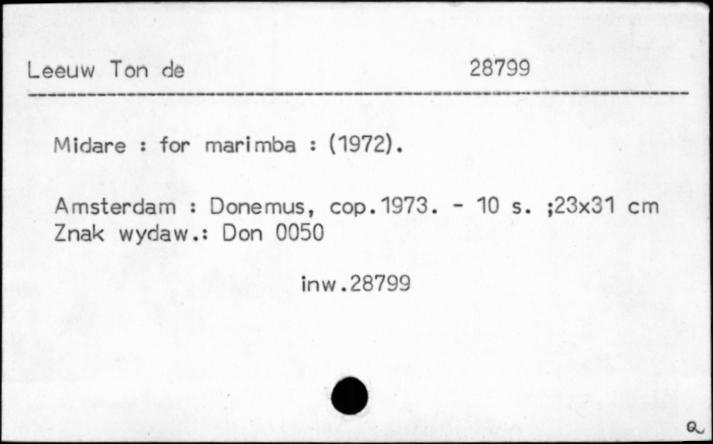 Leeuw Ton de 28799
Midare : for marimba : (1972).
Amsterdam : Donemus, cop.1973. - 10 s. ;23x31 cm
Znak wydaw.: Don 0050
inw.28799